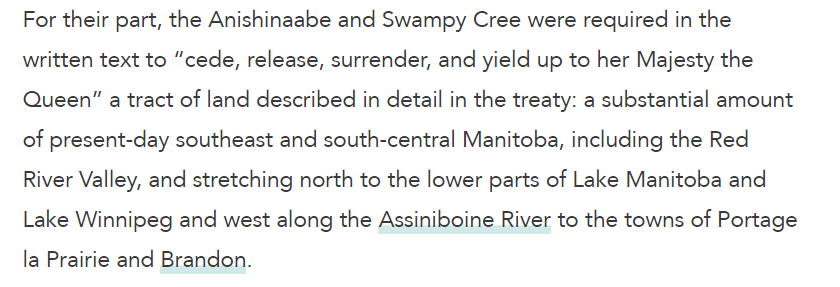 For their part, the Anishinaabe and Swampy Cree were required in the
written text to “cede, release, surrender, and yield up to her Majesty the
Queen” a tract of land described in detail in the treaty: a substantial amount
of present-day southeast and south-central Manitoba, including the Red
River Valley, and stretching north to the lower parts of Lake Manitoba and
Lake Winnipeg and west along the Assiniboine River to the towns of Portage
la Prairie and Brandon.